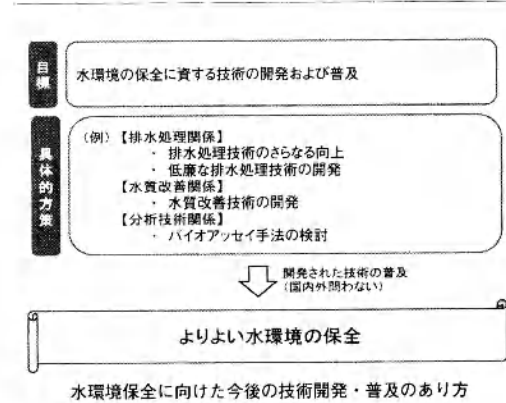 目標
水環境の保全に資する技術の開発および普及
具体的方策
(例)【排水処理関係】
・ 排水処理技術のさらなる向上
・ 低廉な排水処理技術の開発
【水質改善関係】
・ 水質改善技術の開発
【分析技術関係】
・ バイオアッセイ手法の検討
開発された技術の普及
(国内外問わない)
よりよい水環境の保全
水環境保全に向けた今後の技術開発・普及のあり方